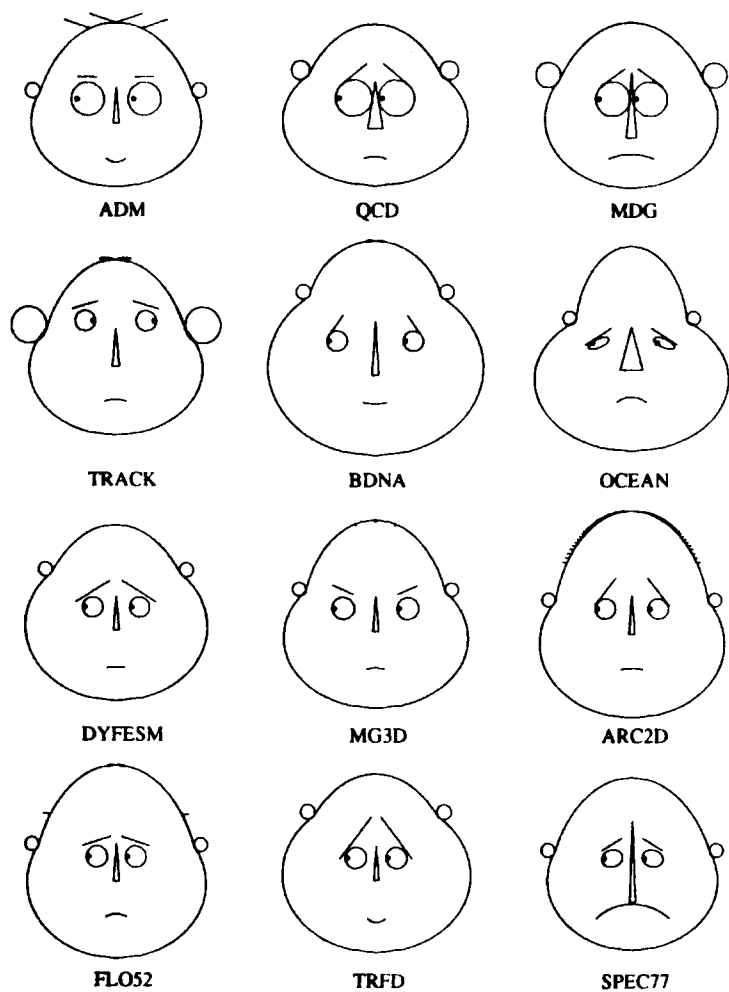 ADM QCD MDG
TRACK BDNA OCEAN
DYFESM MG3D ARC2D
FLO52 TRFD SPEC77